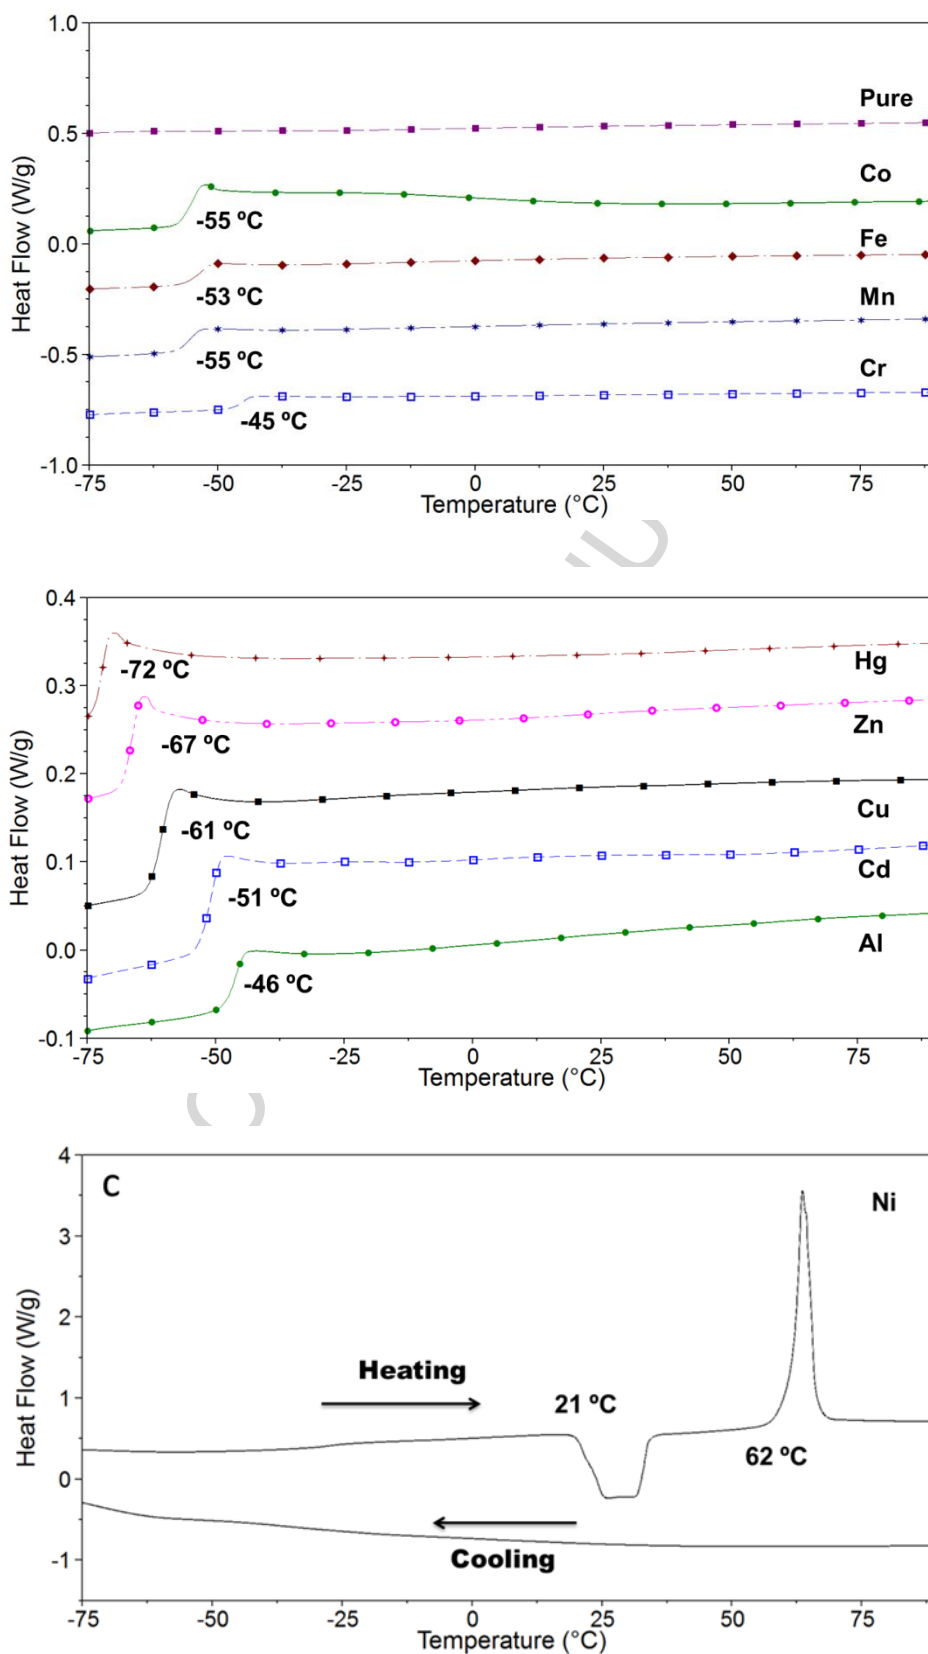 1.0
Pure
0.5
Co
-55 ºC
Fe
0.0
-53 ºC
Mn
-0.5
-55 ºC
Cr
-45 ºC
-1.0
-75 -50 -25 0 25 50 75
Temperature (°C)
Heat Flow (W/g)
0.4
-72 ºC
Hg
0.3
-67 ºC
Zn
0.2
-61 ºC
Cu
0.1
-51 ºC
Cd
0.0
-46 ºC
Al
-0.1
-75 -50 -25 0 25 50 75
Temperature (°C)
Heat Flow (W/g)
4
C
Ni
3
2
Heating
1
21 ºC
62 ºC
0
Cooling
-1
-75 -50 -25 0 25 50 75
Temperature (°C)
Heat Flow (W/g)